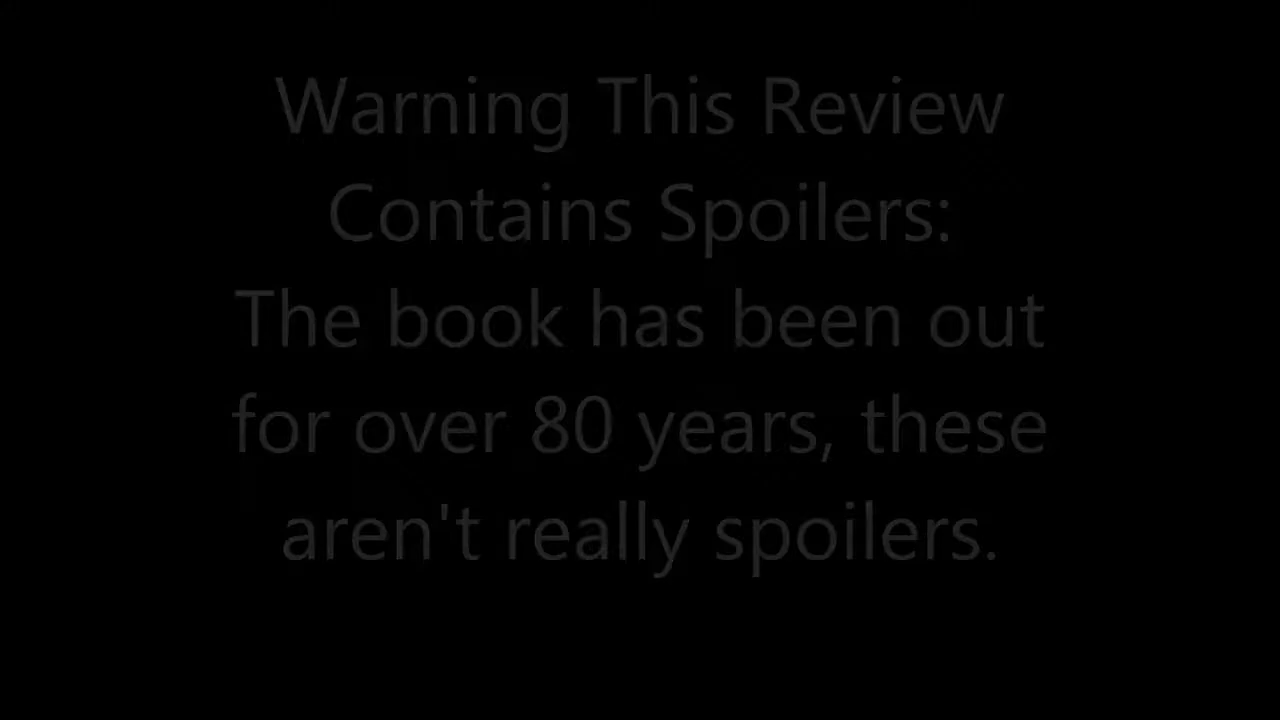 Warning This Review
Contains Spoilers:
The book has been out
for over 80 years, these
aren't really spoilers.